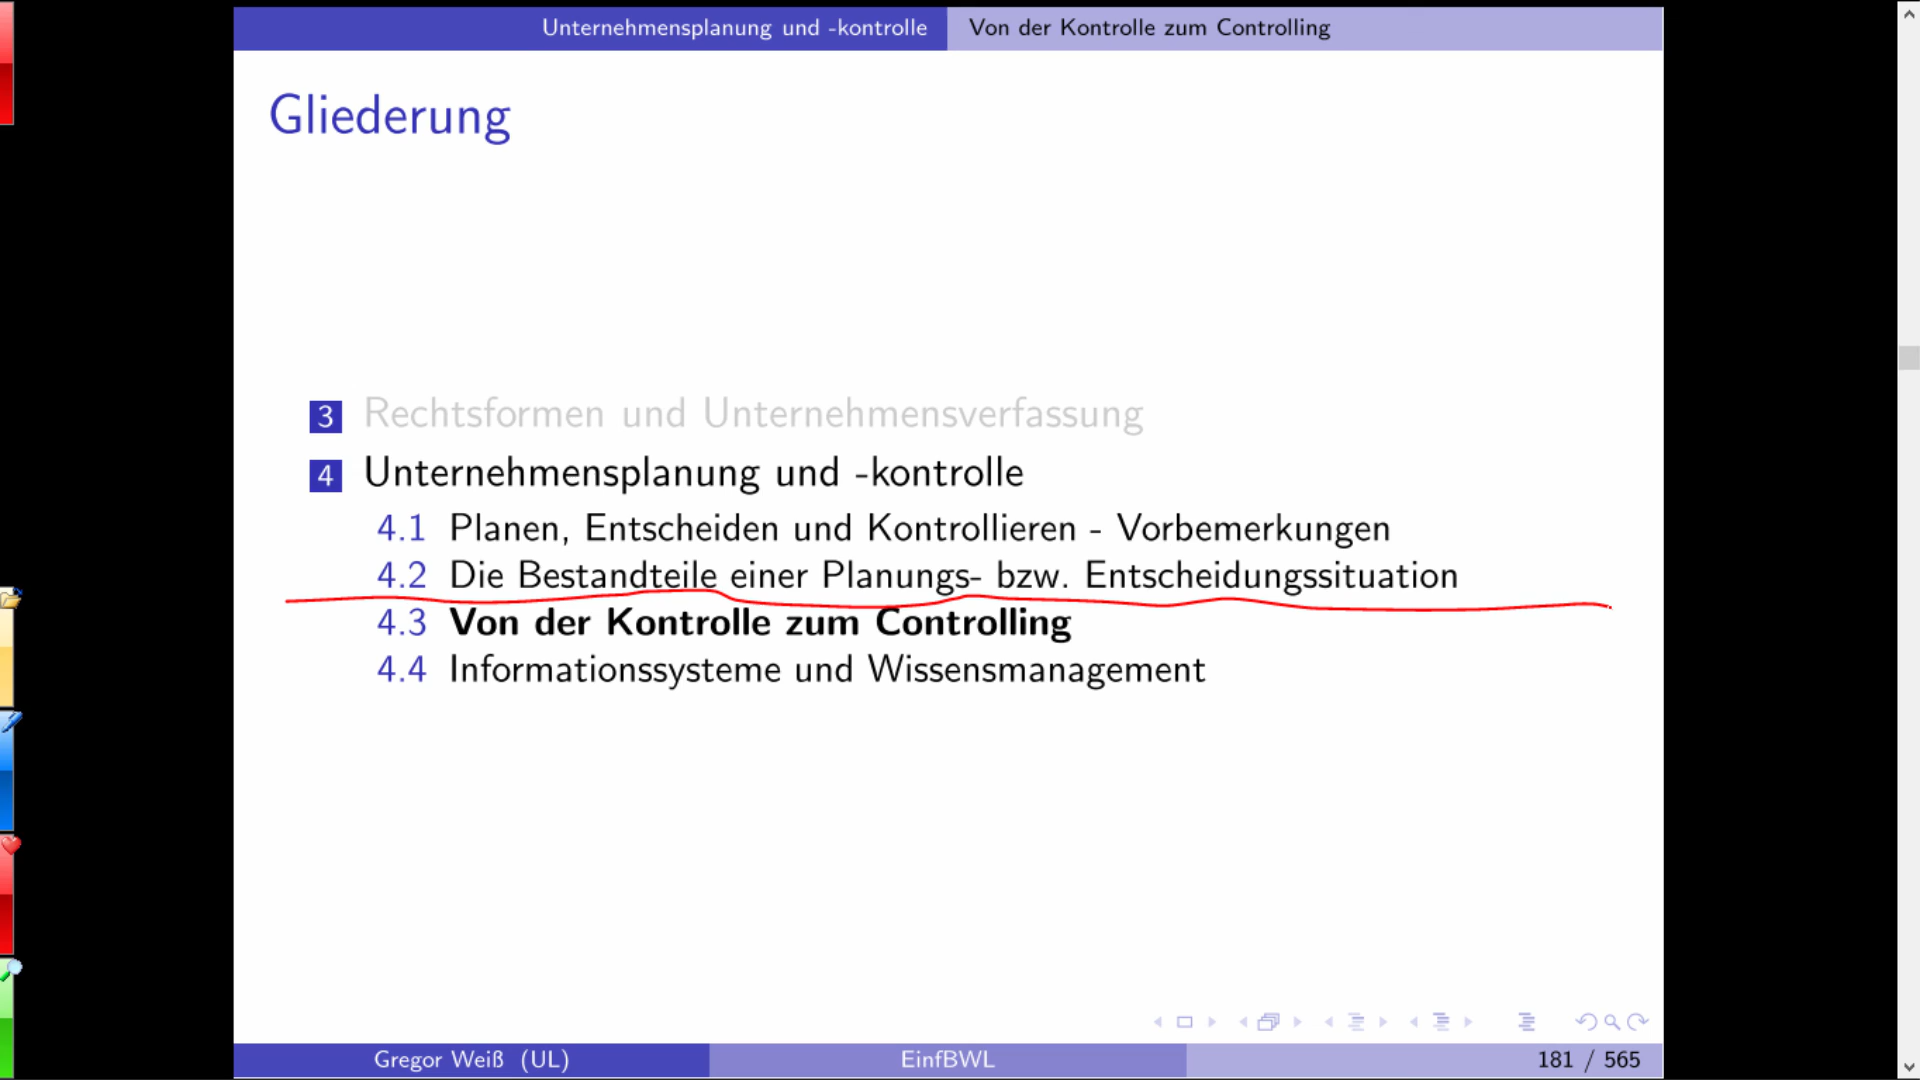 Unternehmensplanung und -kontrolle Von der Kontrolle zum Controlling
Gliederung
3 Rechtsformen und Unternehmensverfassung
4 Unternehmensplanung und -kontrolle
4.1 Planen, Entscheiden und Kontrollieren - Vorbemerkungen
4.2 Die Bestandteile einer Planungs- bzw. Entscheidungssituation
4.3 Von der Kontrolle zum Controlling
4.4 Informationssysteme und Wissensmanagement
Gregor Weiß (UL) EinfBWL 181 / 565